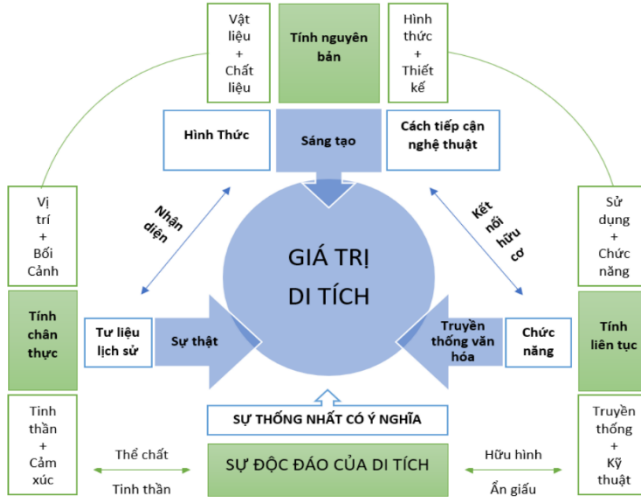 Vật
liệu
+
Chất
liệu
Tính nguyên
bản
Hình
thức
+
Thiết
kế
Hình Thức
Sáng tạo
Cách tiếp cận
nghệ thuật
Nhận
diện
Kết
nối
hữu
cơ
Vị
trí
+
Bối
Cảnh
GIÁ TRỊ
DI TÍCH
Sử
dụng
+
Chức
năng
Tính
chân
thực
Tư liệu
lịch sử
Sự thật
Truyền
thống văn
hóa
Chức
năng
Tính
liên tục
Tinh
thần
+
Cảm
xúc
SỰ THỐNG NHẤT CÓ Ý NGHĨA
Truyền
thống
+
Kỹ
thuật
Thể chất
Tinh thần
SỰ ĐỘC ĐÁO CỦA DI TÍCH
Hữu hình
Ẩn giấu